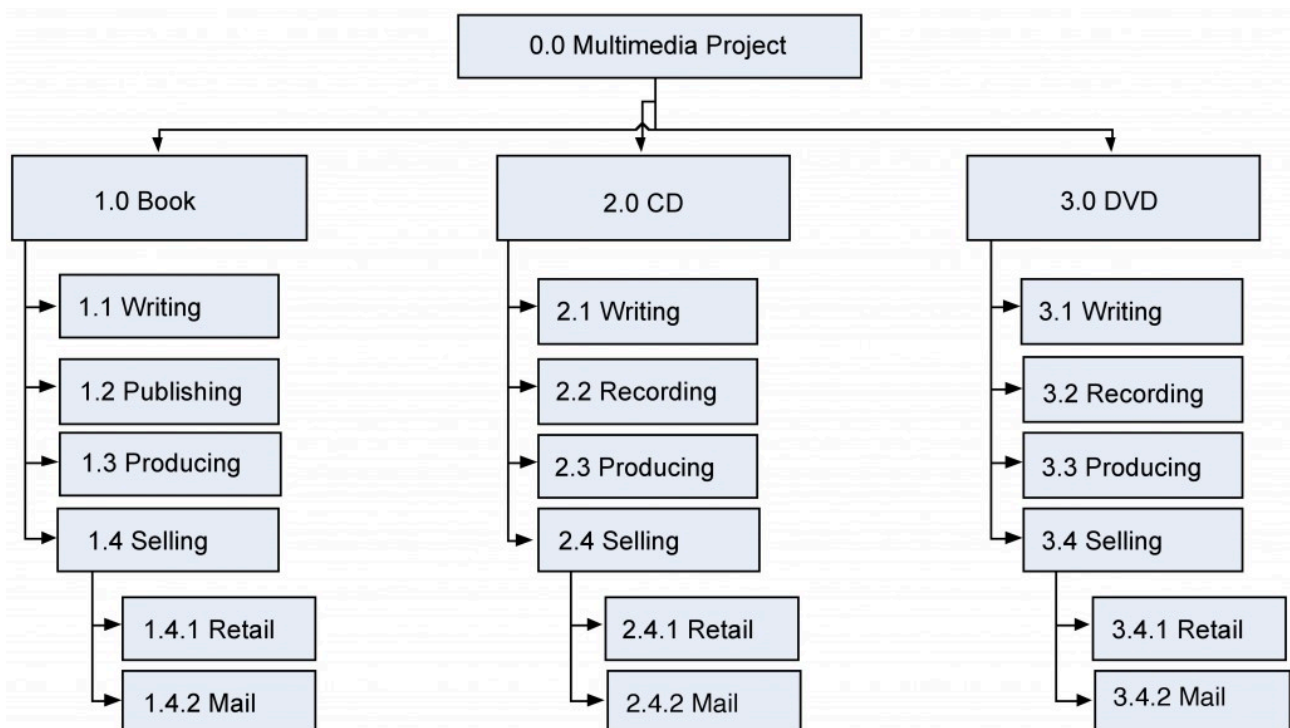 0.0 Multimedia Project
1.0 Book
2.0 CD
3.0 DVD
1.1 Writing
2.1 Writing
3.1 Writing
1.2 Publishing
2.2 Recording
3.2 Recording
1.3 Producing
2.3 Producing
3.3 Producing
1.4 Selling
2.4 Selling
3.4 Selling
1.4.1 Retail
2.4.1 Retail
3.4.1 Retail
1.4.2 Mail
2.4.2 Mail
3.4.2 Mail